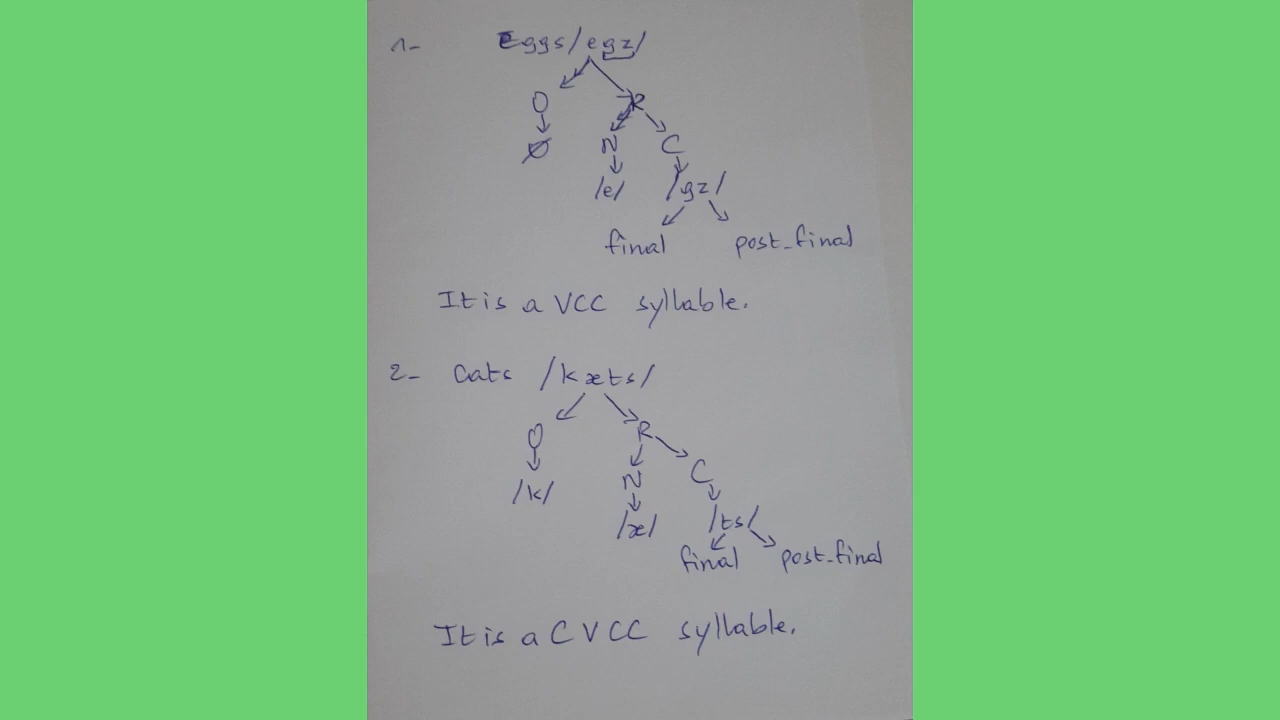 1- Eggs /egz/
O R
Ø N C
/e/ /gz/
final post-final
It is a VCC syllable.
2- Cats /kæts/
O R
N C
/k/
/æ/ /ts/
final post-final
It is a CVCC syllable.